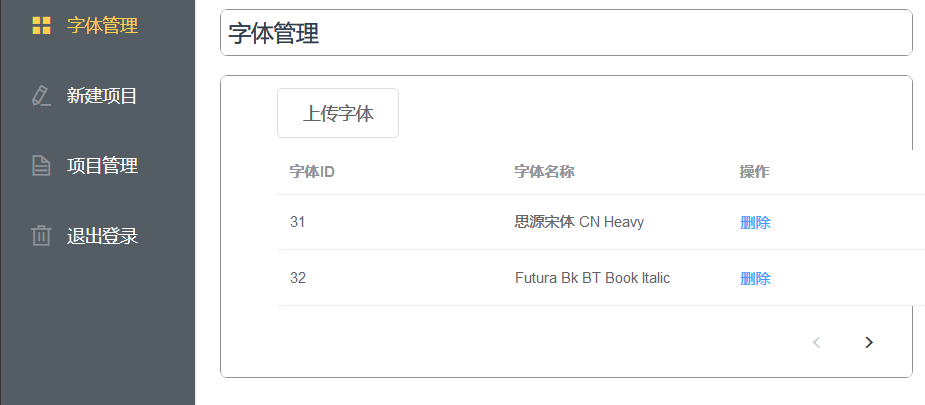 字体管理
新建项目
项目管理
退出登录
字体管理
上传字体
字体ID 字体名称 操作
31 思源宋体 CN Heavy 删除
32 Futura Bk BT Book Italic 删除